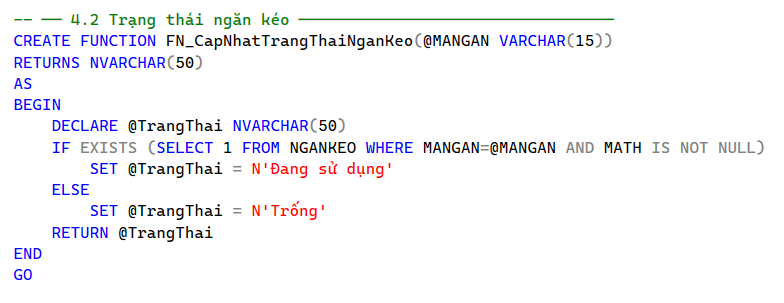 -- ── 4.2 Trạng thái ngăn kéo ─────────────────────────────────
CREATE FUNCTION FN_CapNhatTrangThaiNganKeo(@MANGAN VARCHAR(15))
RETURNS NVARCHAR(50)
AS
BEGIN
    DECLARE @TrangThai NVARCHAR(50)
    IF EXISTS (SELECT 1 FROM NGANKEO WHERE MANGAN=@MANGAN AND MATH IS NOT NULL)
        SET @TrangThai = N'Đang sử dụng'
    ELSE
        SET @TrangThai = N'Trống'
    RETURN @TrangThai
END
GO